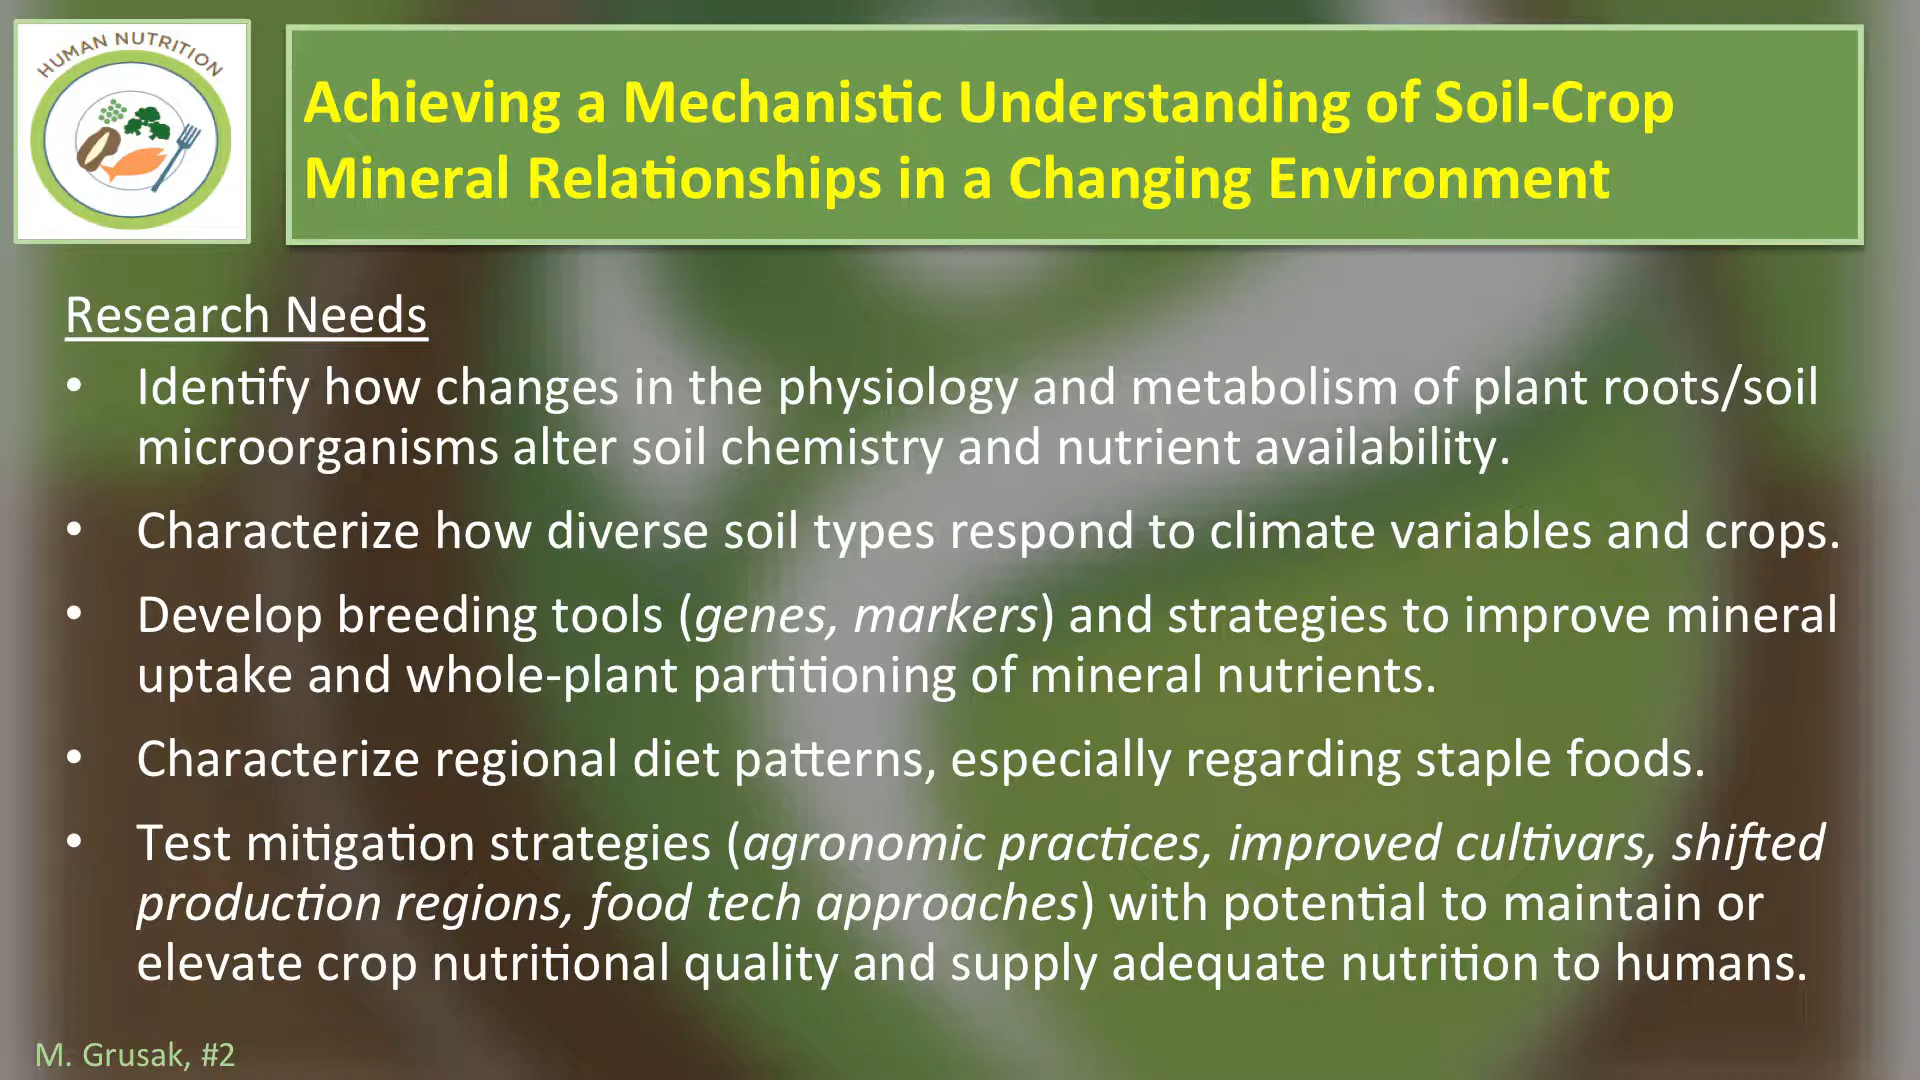 HUMAN NUTRITION
Achieving a Mechanistic Understanding of Soil-Crop
Mineral Relationships in a Changing Environment
Research Needs
• Identify how changes in the physiology and metabolism of plant roots/soil
microorganisms alter soil chemistry and nutrient availability.
• Characterize how diverse soil types respond to climate variables and crops.
• Develop breeding tools (genes, markers) and strategies to improve mineral
uptake and whole-plant partitioning of mineral nutrients.
• Characterize regional diet patterns, especially regarding staple foods.
• Test mitigation strategies (agronomic practices, improved cultivars, shifted
production regions, food tech approaches) with potential to maintain or
elevate crop nutritional quality and supply adequate nutrition to humans.
M. Grusak, #2